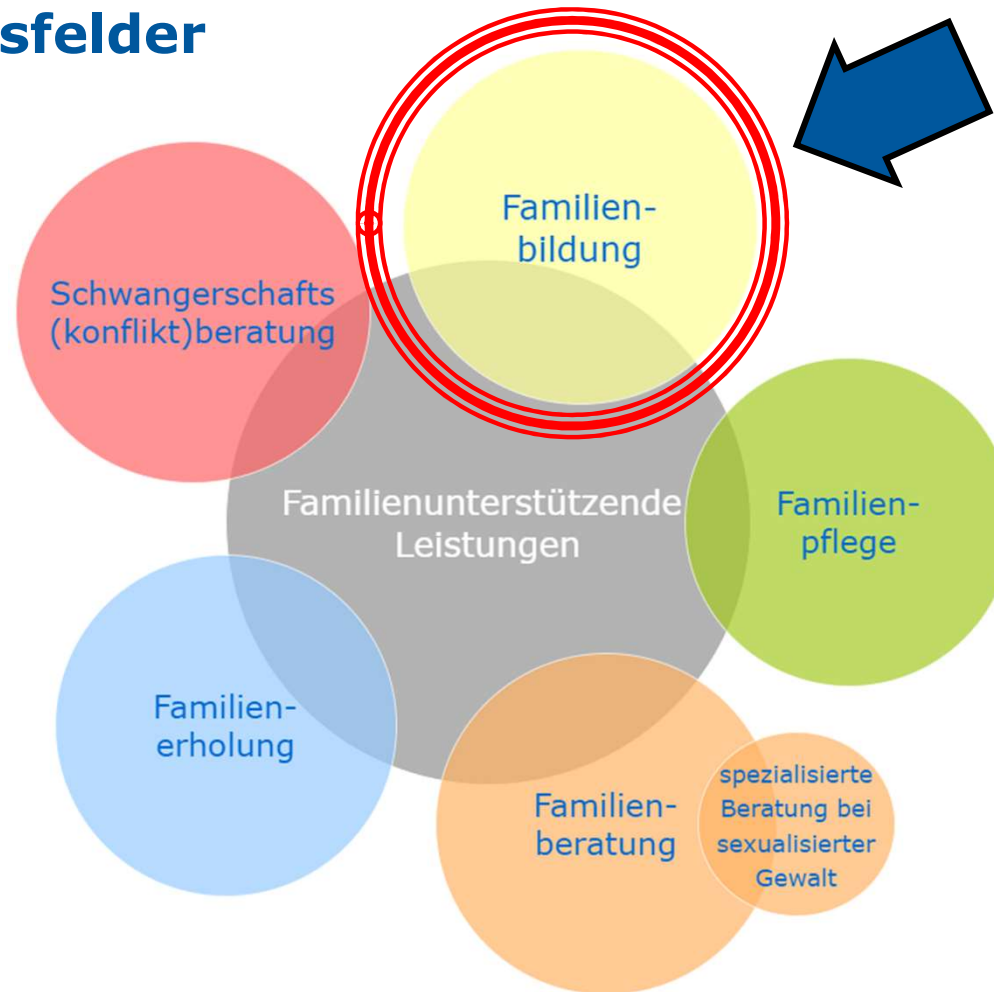 sfelder
Familien-
bildung
Schwangerschafts
(konflikt)beratung
Familienunterstützende
Leistungen
Familien-
pflege
Familien-
erholung
Familien-
beratung
spezialisierte
Beratung bei
sexualisierter
Gewalt